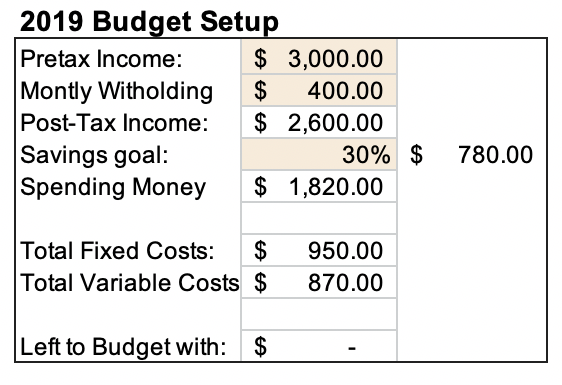 2019 Budget Setup
Pretax Income: $ 3,000.00
Montly Witholding $ 400.00
Post-Tax Income: $ 2,600.00
Savings goal: 30% $ 780.00
Spending Money $ 1,820.00
Total Fixed Costs: $ 950.00
Total Variable Costs $ 870.00
Left to Budget with: $ -